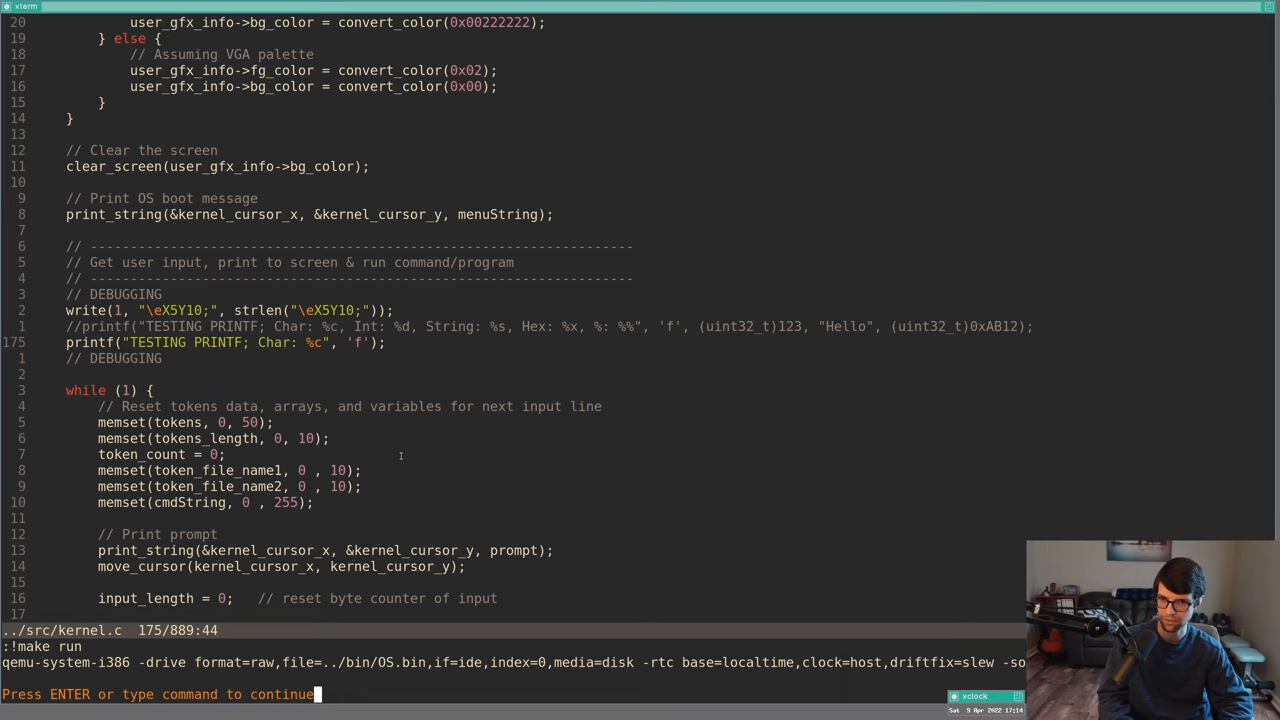 xterm
20 user_gfx_info->bg_color = convert_color(0x00222222);
19 } else {
18 // Assuming VGA palette
17 user_gfx_info->fg_color = convert_color(0x02);
16 user_gfx_info->bg_color = convert_color(0x00);
15 }
14 }
13
12 // Clear the screen
11 clear_screen(user_gfx_info->bg_color);
10
9 // Print OS boot message
8 print_string(&kernel_cursor_x, &kernel_cursor_y, menuString);
7
6 // --------------------------------------------------------------------
5 // Get user input, print to screen & run command/program
4 // --------------------------------------------------------------------
3 // DEBUGGING
2 write(1, "\eX5Y10;", strlen("\eX5Y10;"));
1 //printf("TESTING PRINTF; Char: %c, Int: %d, String: %s, Hex: %x, %: %%", 'f', (uint32_t)123, "Hello", (uint32_t)0xAB12);
175 printf("TESTING PRINTF; Char: %c", 'f');
1 // DEBUGGING
2
3 while (1) {
4 // Reset tokens data, arrays, and variables for next input line
5 memset(tokens, 0, 50);
6 memset(tokens_length, 0, 10);
7 token_count = 0;
8 memset(token_file_name1, 0 , 10);
9 memset(token_file_name2, 0 , 10);
10 memset(cmdString, 0 , 255);
11
12 // Print prompt
13 print_string(&kernel_cursor_x, &kernel_cursor_y, prompt);
14 move_cursor(kernel_cursor_x, kernel_cursor_y);
15
16 input_length = 0; // reset byte counter of input
17
../src/kernel.c 175/889:44
:!make run
qemu-system-i386 -drive format=raw,file=../bin/OS.bin,if=ide,index=0,media=disk -rtc base=localtime,clock=host,driftfix=slew -so
Press ENTER or type command to continue
xclock
Sat 9 Apr 2022 17:14